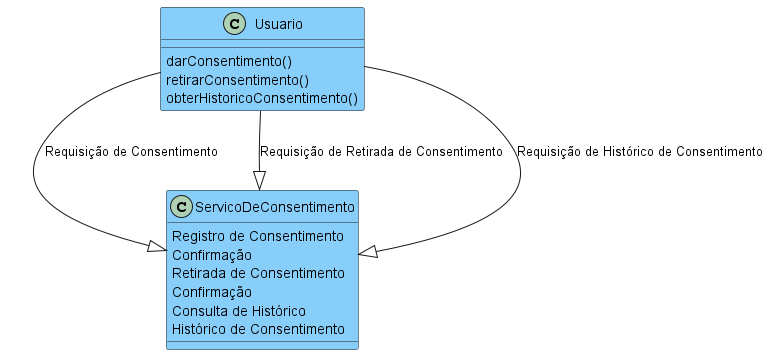 C Usuario
darConsentimento()
retirarConsentimento()
obterHistoricoConsentimento()
Requisição de Consentimento
Requisição de Retirada de Consentimento
Requisição de Histórico de Consentimento
C ServicoDeConsentimento
Registro de Consentimento
Confirmação
Retirada de Consentimento
Confirmação
Consulta de Histórico
Histórico de Consentimento